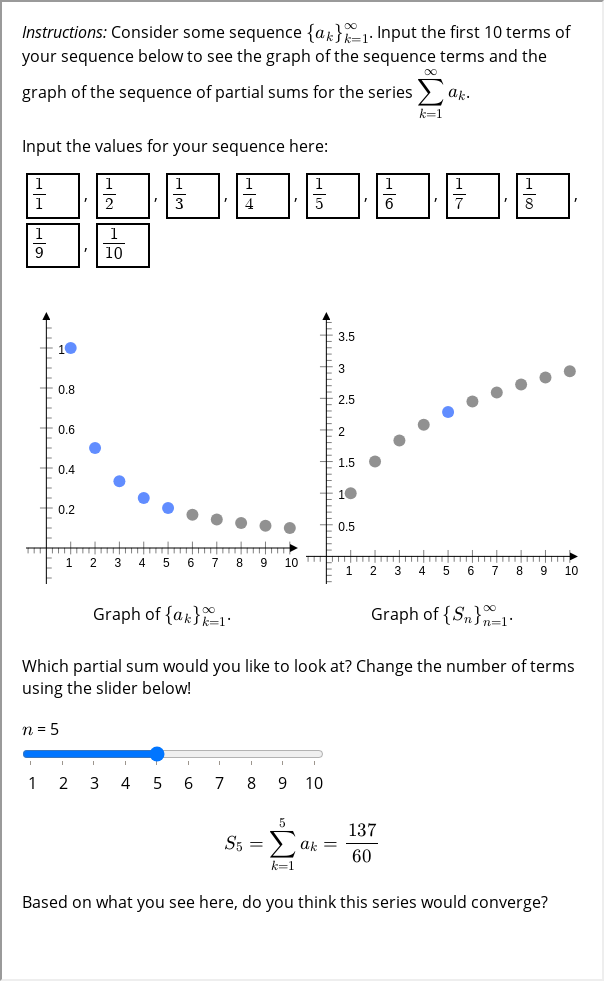 Instructions: Consider some sequence {a_k}_{k=1}^∞. Input the first 10 terms of
your sequence below to see the graph of the sequence terms and the
graph of the sequence of partial sums for the series ∑_{k=1}^∞ a_k.
Input the values for your sequence here:
1/1, 1/2, 1/3, 1/4, 1/5, 1/6, 1/7, 1/8,
1/9, 1/10
1
0.8
0.6
0.4
0.2
1 2 3 4 5 6 7 8 9 10
3.5
3
2.5
2
1.5
1
0.5
1 2 3 4 5 6 7 8 9 10
Graph of {a_k}_{k=1}^∞.
Graph of {S_n}_{n=1}^∞.
Which partial sum would you like to look at? Change the number of terms
using the slider below!
n = 5
1 2 3 4 5 6 7 8 9 10
S_5 = ∑_{k=1}^5 a_k = 137/60
Based on what you see here, do you think this series would converge?